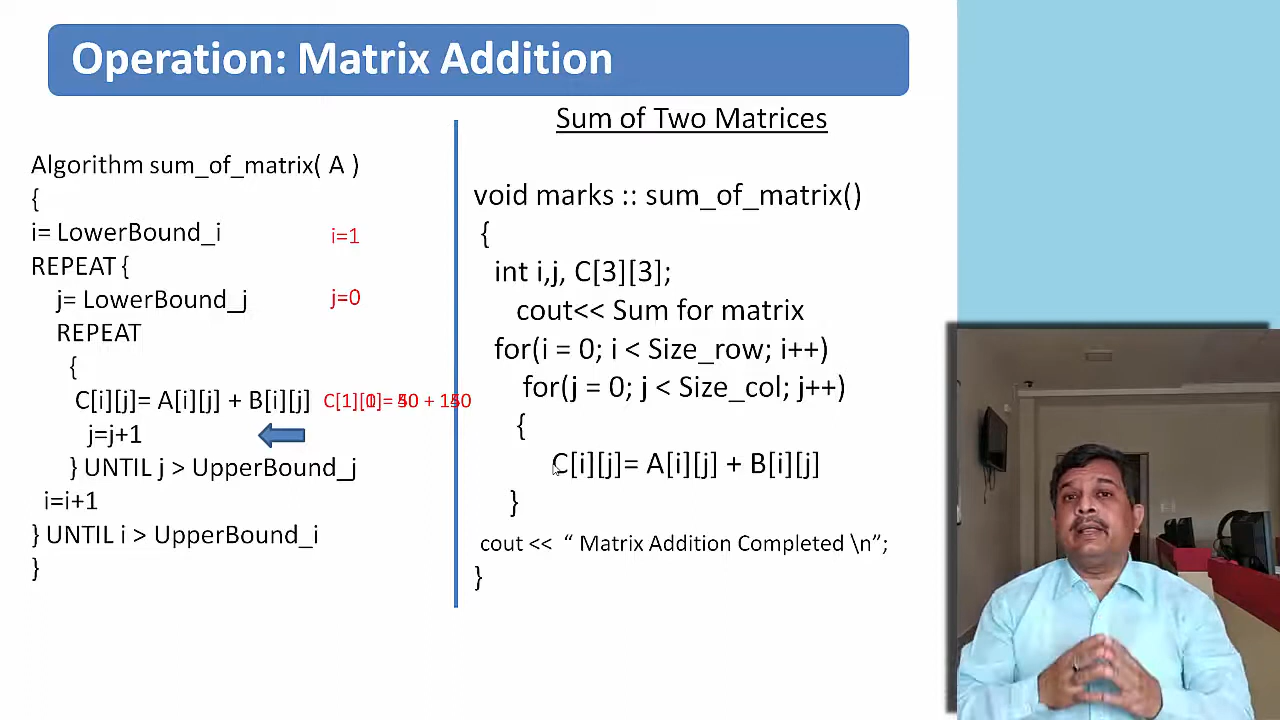 Operation: Matrix Addition
Algorithm sum_of_matrix( A )
{
i= LowerBound_i
i=1
REPEAT {
j= LowerBound_j
j=0
REPEAT
{
C[i][j]= A[i][j] + B[i][j]
j=j+1
} UNTIL j > UpperBound_j
i=i+1
} UNTIL i > UpperBound_i
}
Sum of Two Matrices
void marks :: sum_of_matrix()
{
int i,j, C[3][3];
cout<< Sum for matrix
for(i = 0; i < Size_row; i++)
for(j = 0; j < Size_col; j++)
{
C[i][j]= A[i][j] + B[i][j]
}
cout << “ Matrix Addition Completed \n”;
}